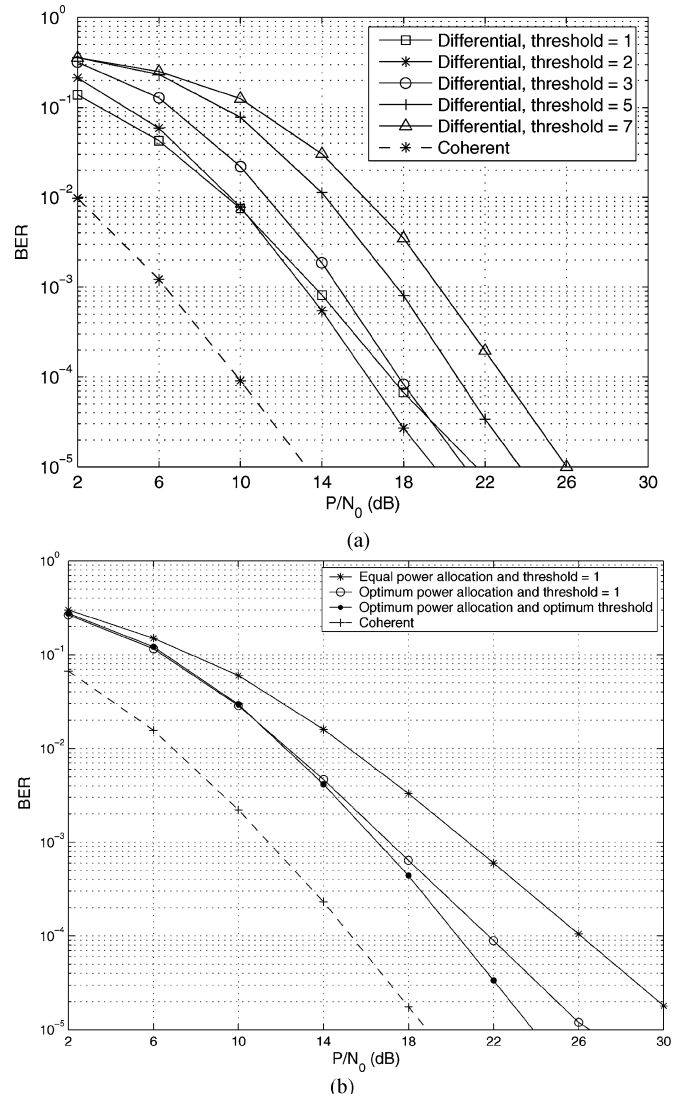 10^0
10^-1
10^-2
10^-3
10^-4
10^-5
BER
Differential, threshold = 1
Differential, threshold = 2
Differential, threshold = 3
Differential, threshold = 5
Differential, threshold = 7
Coherent
2 6 10 14 18 22 26 30
P/N_0 (dB)
(a)
10^0
10^-1
10^-2
10^-3
10^-4
10^-5
BER
Equal power allocation and threshold = 1
Optimum power allocation and threshold = 1
Optimum power allocation and optimum threshold
Coherent
2 6 10 14 18 22 26 30
P/N_0 (dB)
(b)